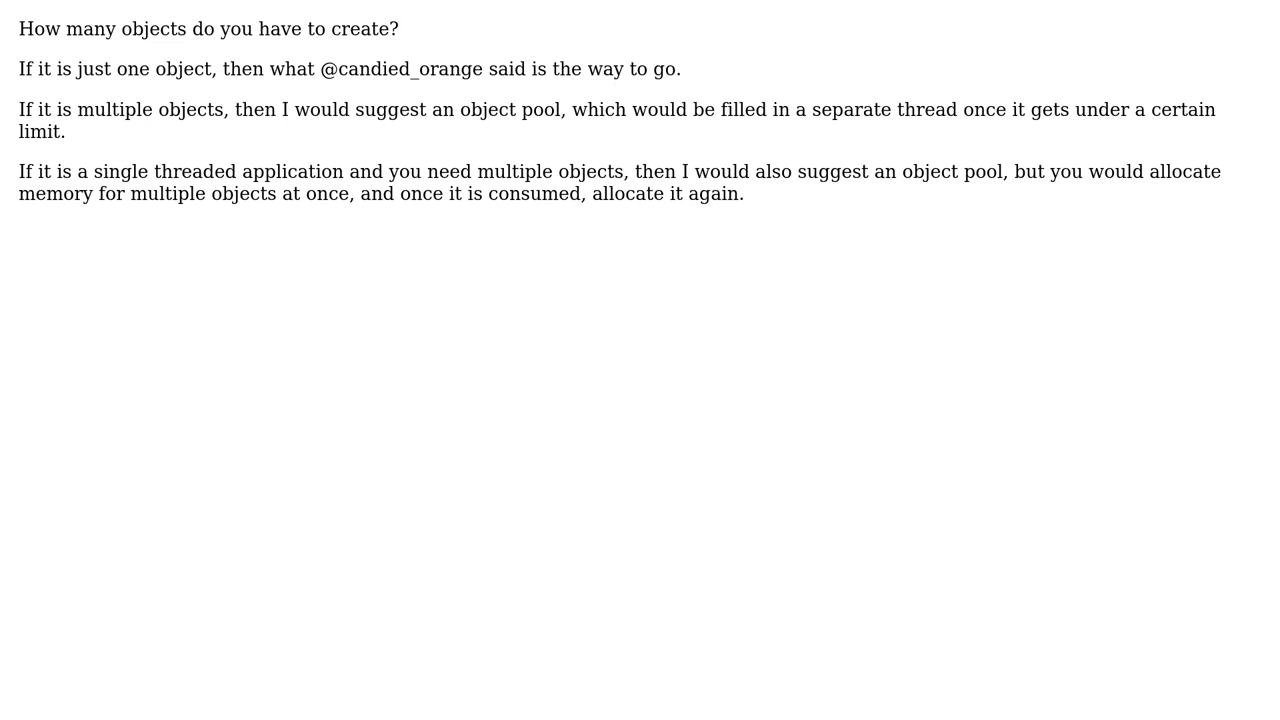 How many objects do you have to create?
If it is just one object, then what @candied_orange said is the way to go.
If it is multiple objects, then I would suggest an object pool, which would be filled in a separate thread once it gets under a certain
limit.
If it is a single threaded application and you need multiple objects, then I would also suggest an object pool, but you would allocate
memory for multiple objects at once, and once it is consumed, allocate it again.